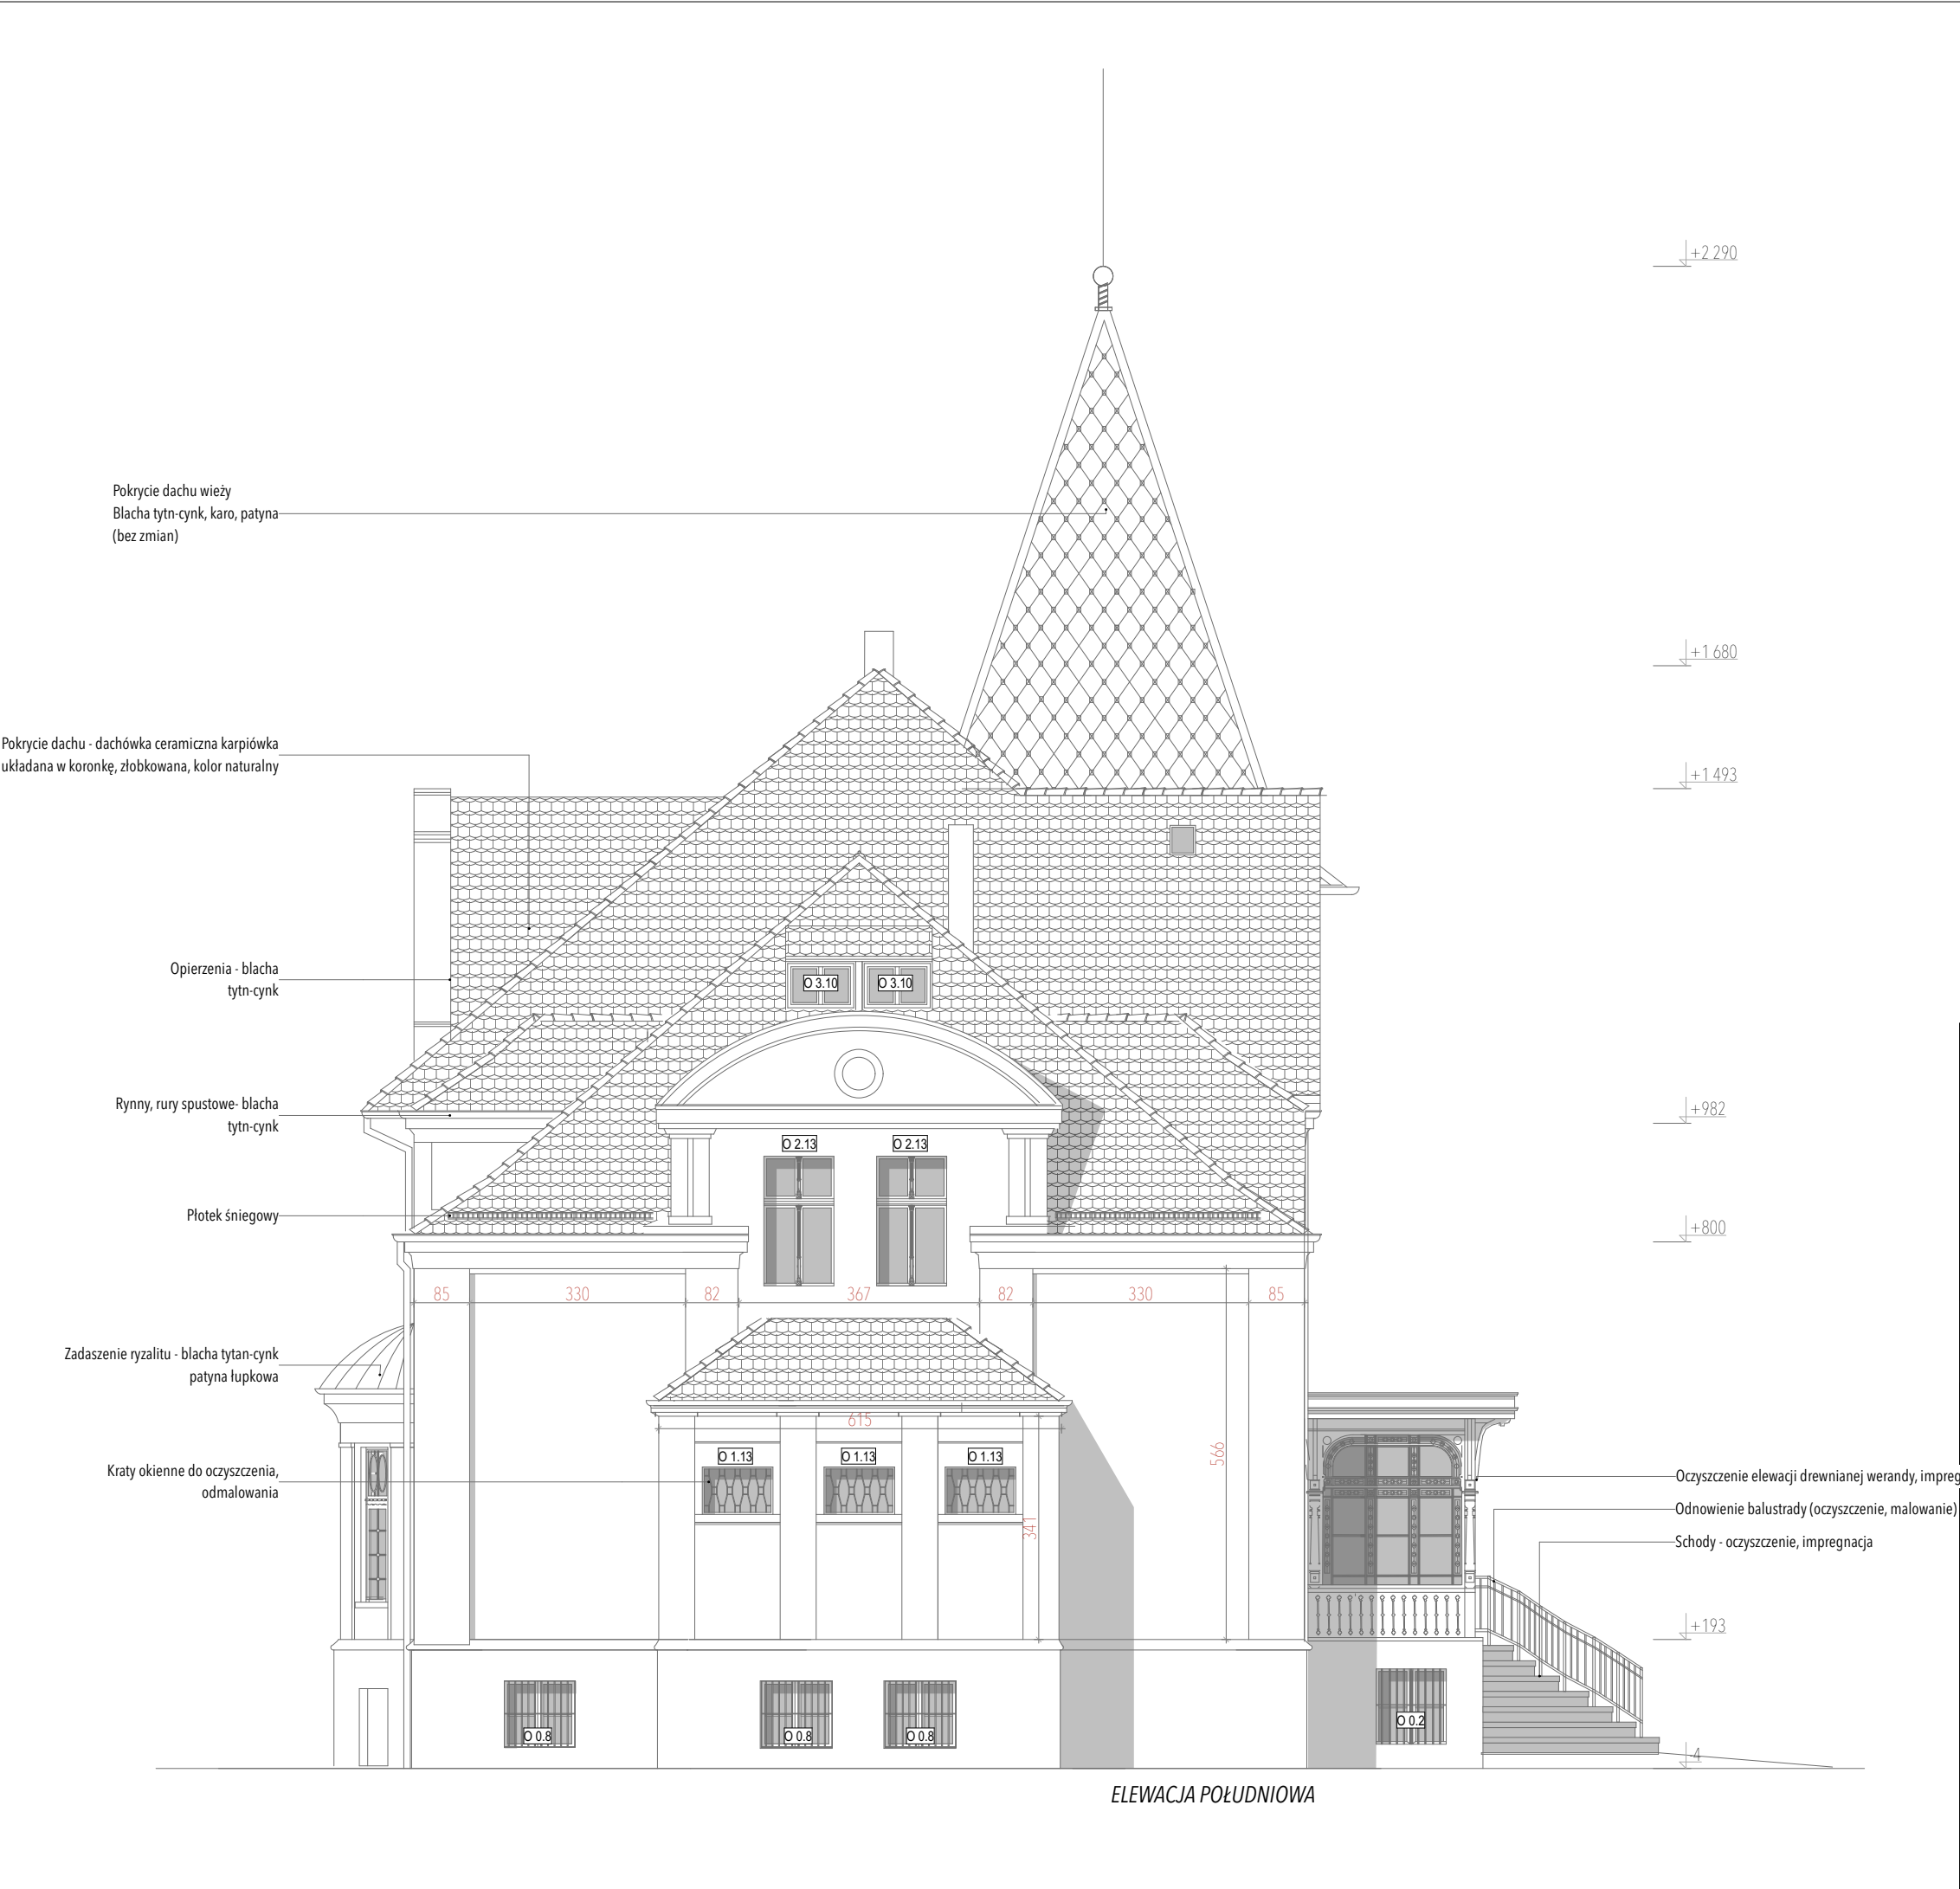 +2 290
Pokrycie dachu wieży
Blacha tytn-cynk, karo, patyna
(bez zmian)
+1 680
Pokrycie dachu - dachówka ceramiczna karpiówka
układana w koronkę, złobkowana, kolor naturalny
+1 493
Opierzenia - blacha
tytn-cynk
O 3.10 O 3.10
Rynny, rury spustowe- blacha
tytn-cynk
+982
O 2.13 O 2.13
Płotek śniegowy
+800
85 330 82 367 82 330 85
Zadaszenie ryzalitu - blacha tytan-cynk
patyna łupkowa
615
566
Kraty okienne do oczyszczenia,
odmalowania
O 1.13 O 1.13 O 1.13
341
Oczyszczenie elewacji drewnianej werandy, impreg
Odnowienie balustrady (oczyszczenie, malowanie)
Schody - oczyszczenie, impregnacja
+193
O 0.8 O 0.8 O 0.8 O 0.2
-4
ELEWACJA POŁUDNIOWA